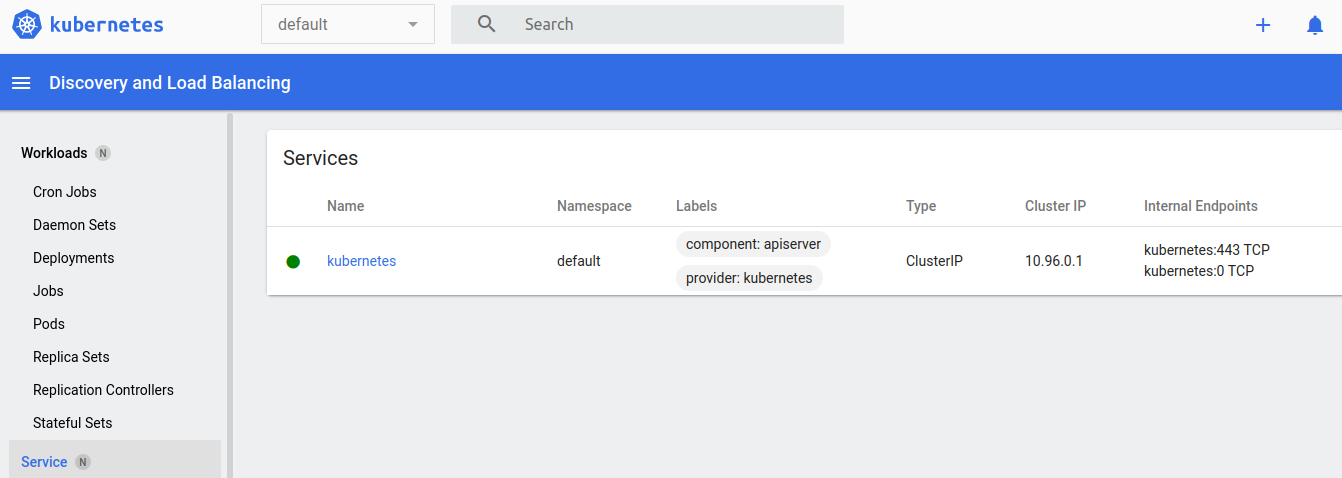 kubernetes
default
Search
Discovery and Load Balancing
Workloads N
Cron Jobs
Daemon Sets
Deployments
Jobs
Pods
Replica Sets
Replication Controllers
Stateful Sets
Service N
Services
Name Namespace Labels Type Cluster IP Internal Endpoints
kubernetes default component: apiserver provider: kubernetes ClusterIP 10.96.0.1 kubernetes:443 TCP
kubernetes:0 TCP